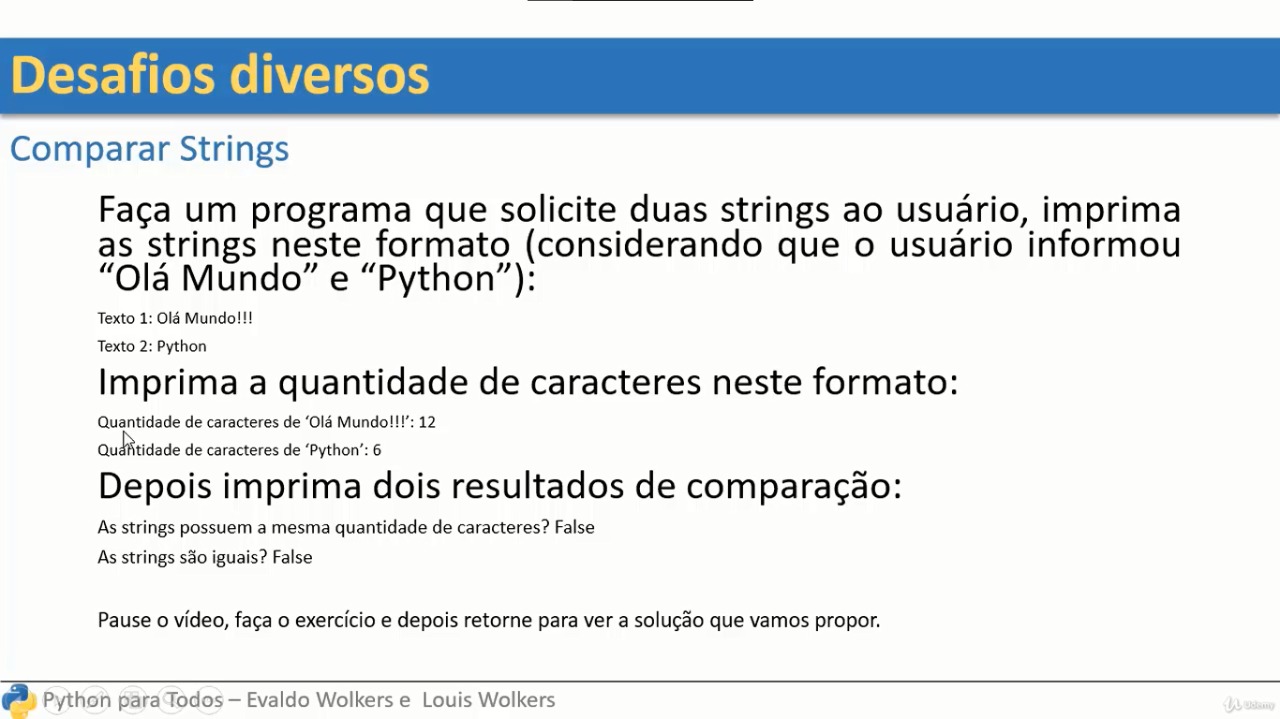 Desafios diversos
Comparar Strings
Faça um programa que solicite duas strings ao usuário, imprima
as strings neste formato (considerando que o usuário informou
“Olá Mundo” e “Python”):
Texto 1: Olá Mundo!!!
Texto 2: Python
Imprima a quantidade de caracteres neste formato:
Quantidade de caracteres de ‘Olá Mundo!!!’: 12
Quantidade de caracteres de ‘Python’: 6
Depois imprima dois resultados de comparação:
As strings possuem a mesma quantidade de caracteres? False
As strings são iguais? False
Pause o vídeo, faça o exercício e depois retorne para ver a solução que vamos propor.
Python para Todos – Evaldo Wolkers e Louis Wolkers
Udemy